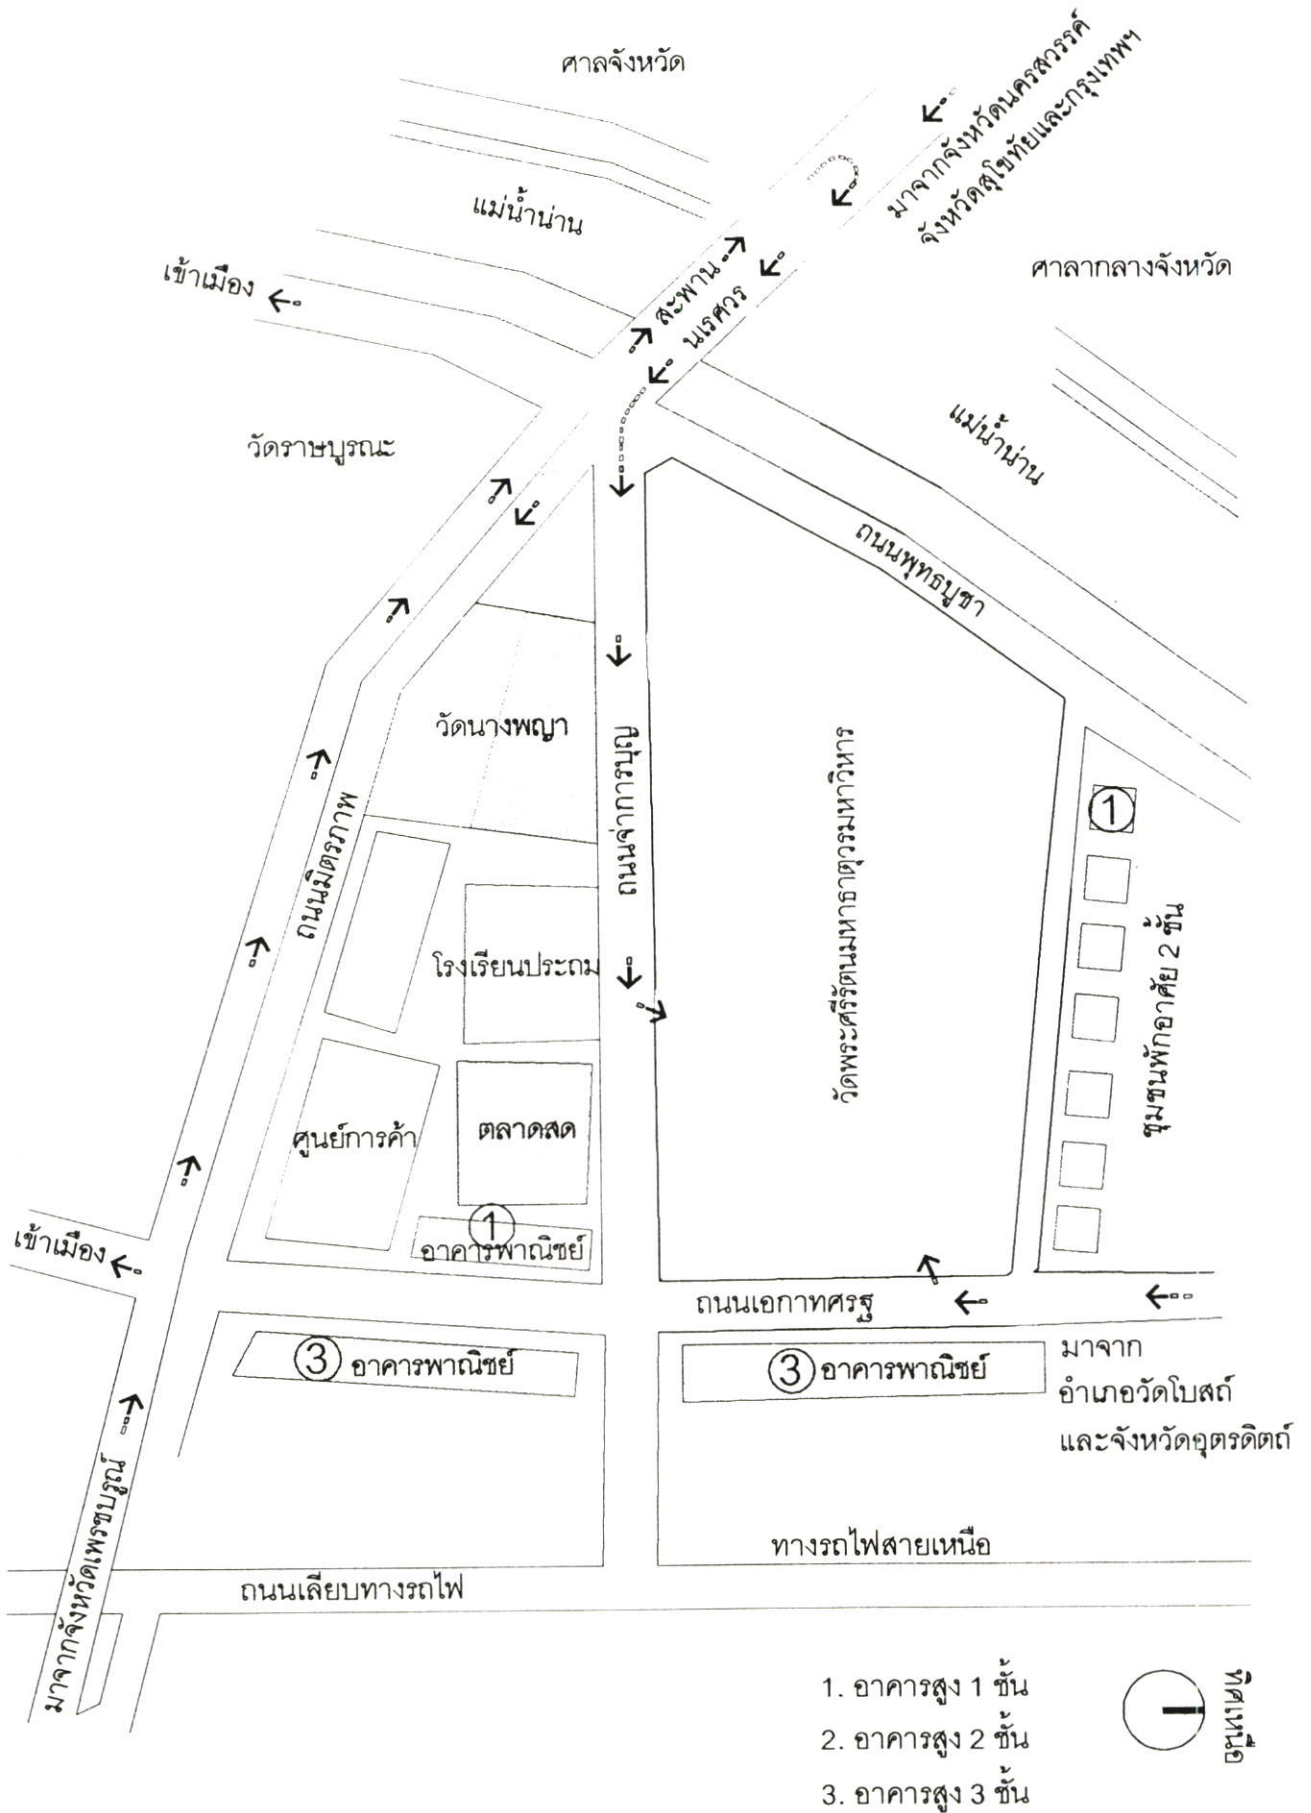 ศาลจังหวัด
มาจากจังหวัดนครสวรรค์
จังหวัดสุโขทัยและกรุงเทพฯ
แม่น้ำน่าน
เข้าเมือง
สะพาน
นเรศวร
ศาลากลางจังหวัด
วัดราษบูรณะ
แม่น้ำน่าน
ถนนพุทธบูชา
วัดนางพญา
ถนนจ่าการบุญ
วัดพระศรีรัตนมหาธาตุวรมหาวิหาร
1
ถนนมิตรภาพ
โรงเรียนประถม
ชุมชนพักอาศัย 2 ชั้น
ศูนย์การค้า
ตลาดสด
1
อาคารพาณิชย์
เข้าเมือง
ถนนเอกาทศรฐ
3 อาคารพาณิชย์
3 อาคารพาณิชย์
มาจาก
อำเภอวัดโบสถ์
และจังหวัดอุตรดิตถ์
มาจากจังหวัดเพรชบรูณ์
ทางรถไฟสายเหนือ
ถนนเลียบทางรถไฟ
1. อาคารสูง 1 ชั้น
2. อาคารสูง 2 ชั้น
3. อาคารสูง 3 ชั้น
ทิศเหนือ